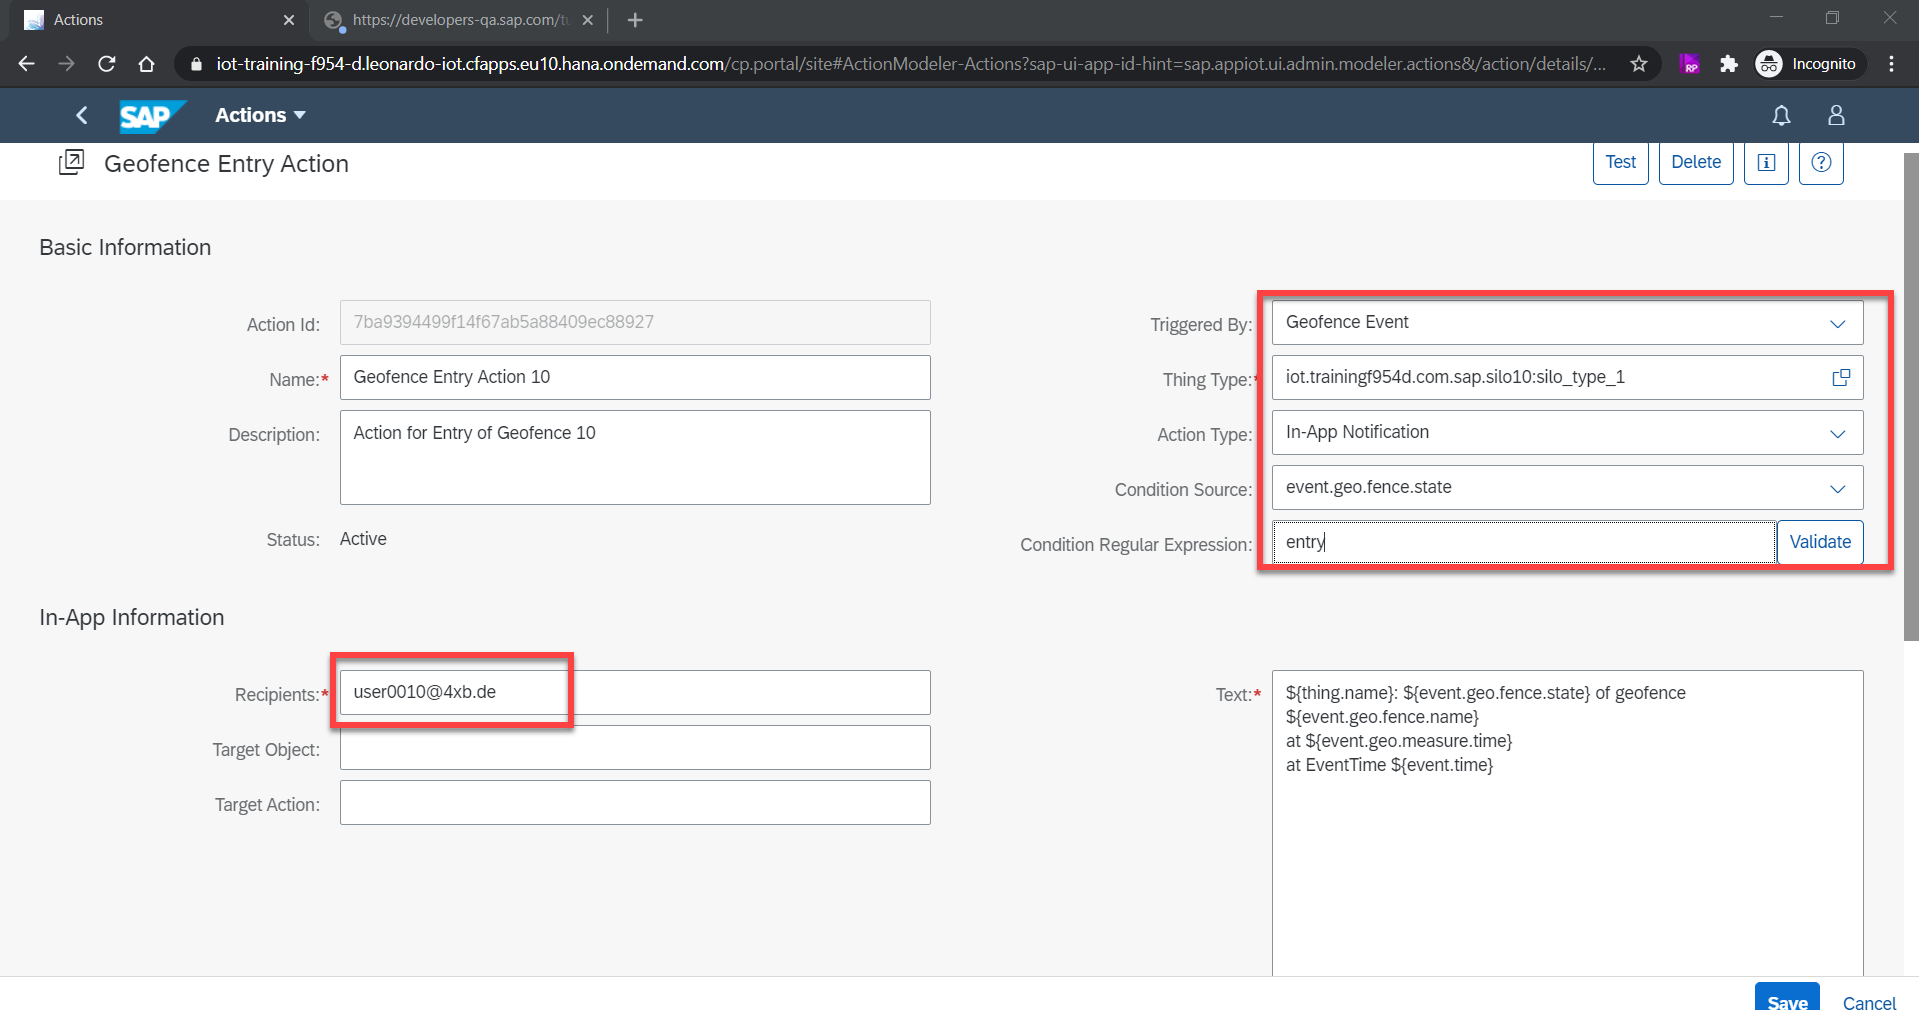 Actions
https://developers-qa.sap.com/tu
iot-training-f954-d.leonardo-iot.cfapps.eu10.hana.ondemand.com/cp.portal/site#ActionModeler-Actions?sap-ui-app-id-hint=sap.appiot.ui.admin.modeler.actions&/action/details/...
RP
Incognito
SAP
Actions
Geofence Entry Action
Test
Delete
Basic Information
Action Id:
7ba9394499f14f67ab5a88409ec88927
Name:*
Geofence Entry Action 10
Description:
Action for Entry of Geofence 10
Status:
Active
Triggered By:
Geofence Event
Thing Type:*
iot.trainingf954d.com.sap.silo10:silo_type_1
Action Type:
In-App Notification
Condition Source:
event.geo.fence.state
Condition Regular Expression:
entry
Validate
In-App Information
Recipients:*
user0010@4xb.de
Target Object:
Target Action:
Text:*
${thing.name}: ${event.geo.fence.state} of geofence
${event.geo.fence.name}
at ${event.geo.measure.time}
at EventTime ${event.time}
Save
Cancel